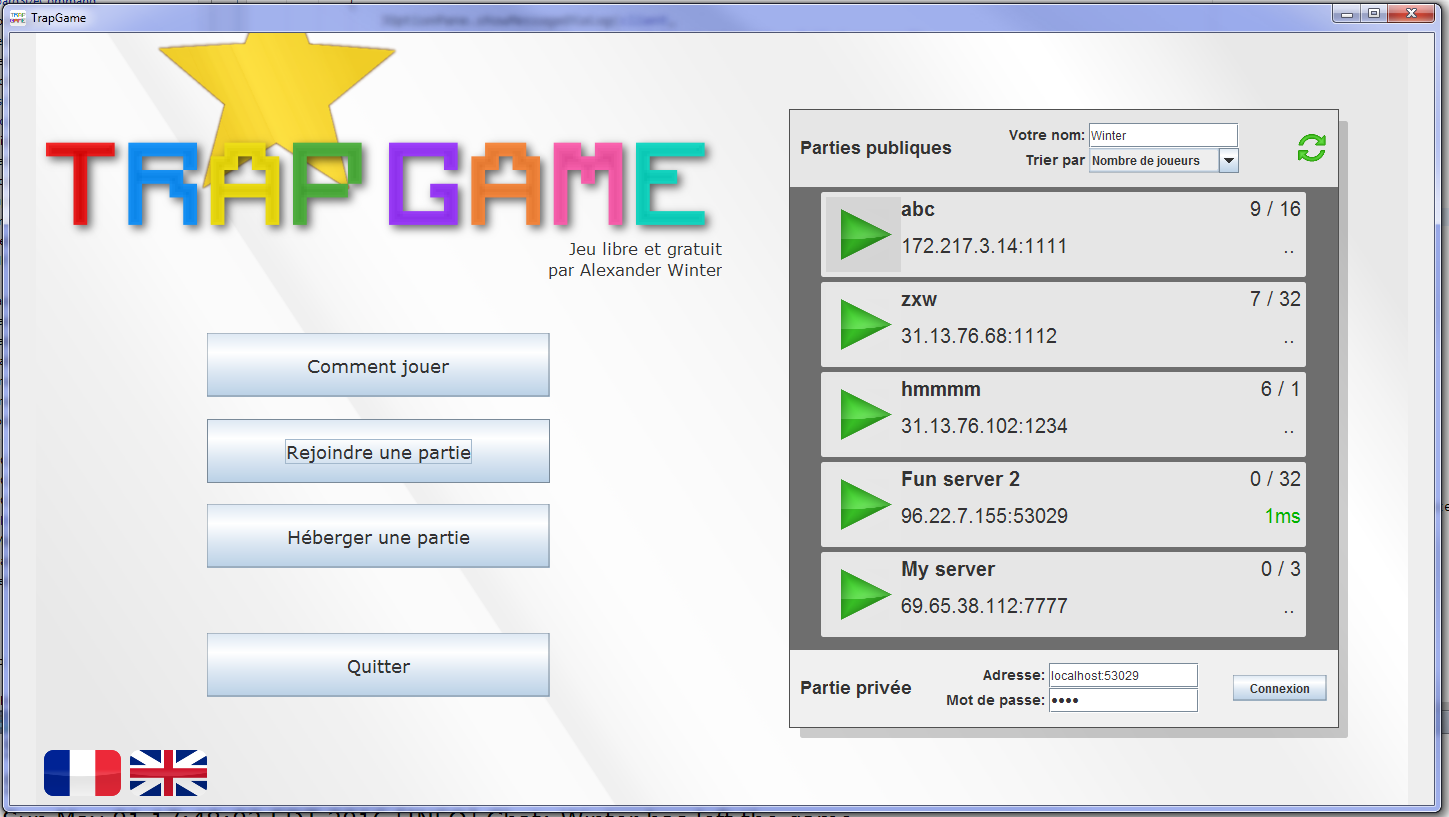 TrapGame
TRAP GAME
Jeu libre et gratuit
par Alexander Winter
Comment jouer
Rejoindre une partie
Héberger une partie
Quitter
Parties publiques
Votre nom: Winter
Trier par Nombre de joueurs
abc 9 / 16
172.217.3.14:1111 ..
zxw 7 / 32
31.13.76.68:1112 ..
hmmmm 6 / 1
31.13.76.102:1234 ..
Fun server 2 0 / 32
96.22.7.155:53029 1ms
My server 0 / 3
69.65.38.112:7777 ..
Partie privée
Adresse: localhost:53029
Mot de passe: ••••
Connexion